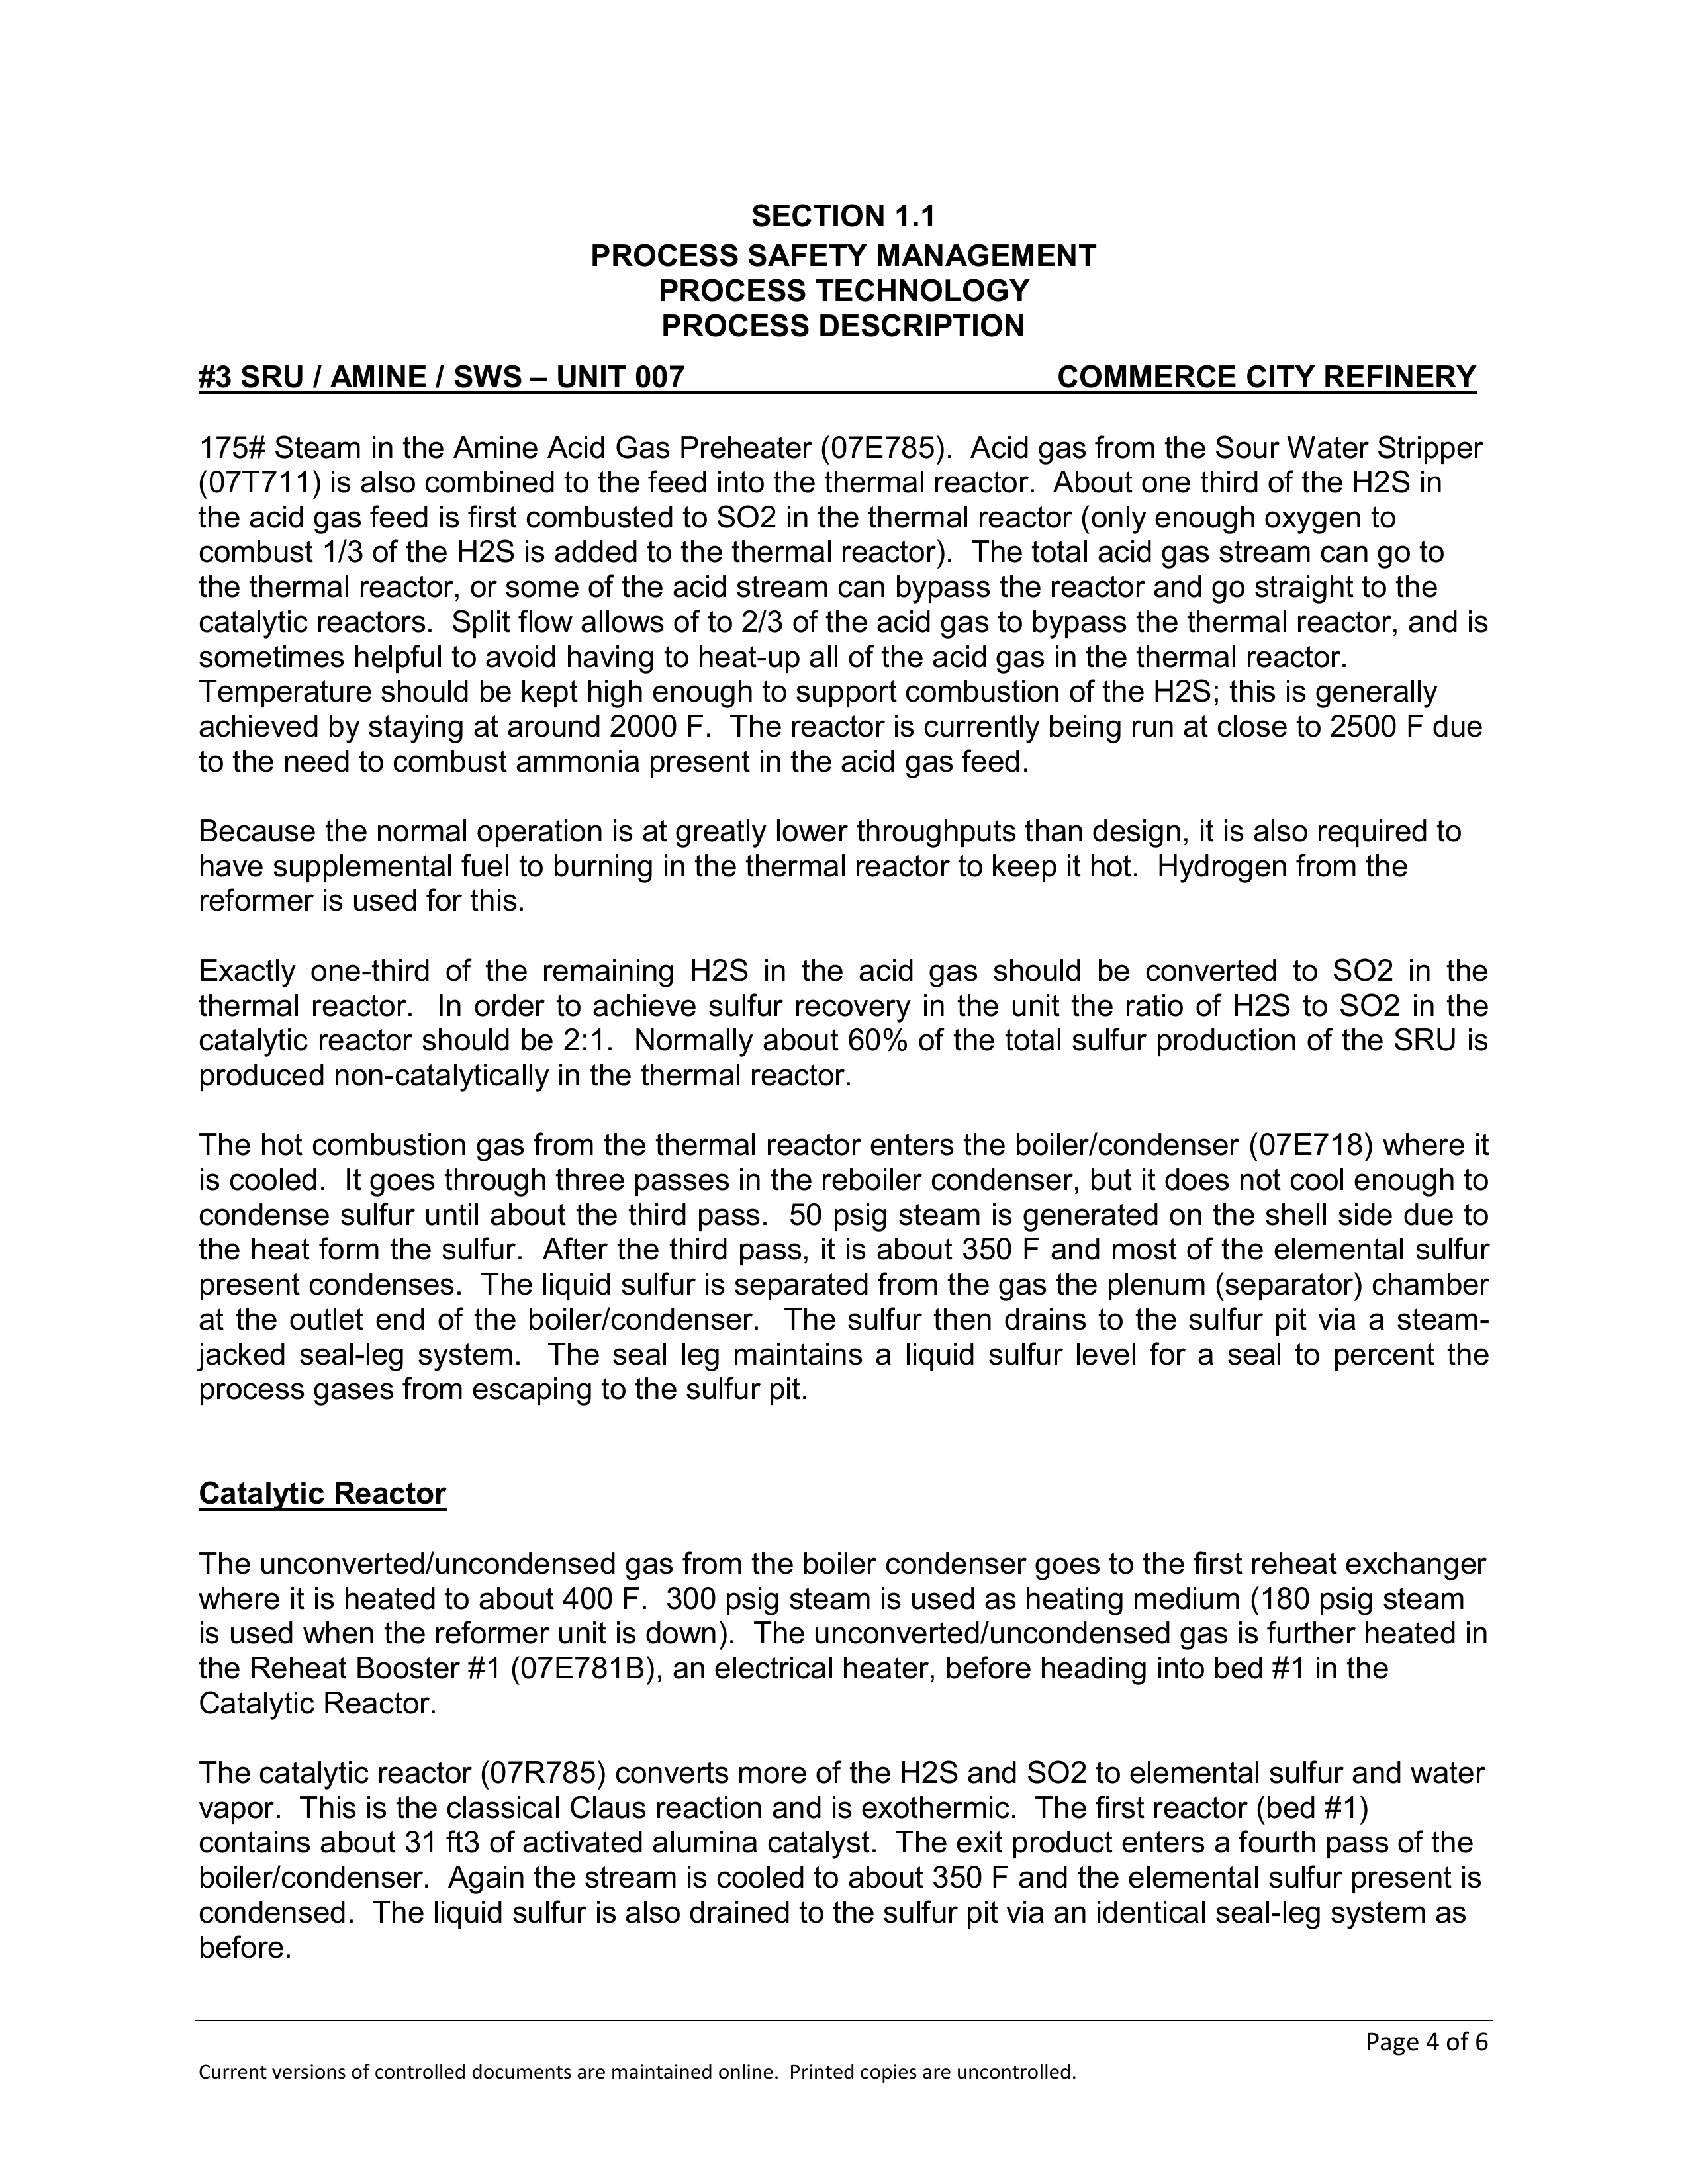 SECTION 1.1
PROCESS SAFETY MANAGEMENT
PROCESS TECHNOLOGY
PROCESS DESCRIPTION
#3 SRU / AMINE / SWS – UNIT 007 COMMERCE CITY REFINERY
175# Steam in the Amine Acid Gas Preheater (07E785).  Acid gas from the Sour Water Stripper
(07T711) is also combined to the feed into the thermal reactor.  About one third of the H2S in
the acid gas feed is first combusted to SO2 in the thermal reactor (only enough oxygen to
combust 1/3 of the H2S is added to the thermal reactor).  The total acid gas stream can go to
the thermal reactor, or some of the acid stream can bypass the reactor and go straight to the
catalytic reactors.  Split flow allows of to 2/3 of the acid gas to bypass the thermal reactor, and is
sometimes helpful to avoid having to heat-up all of the acid gas in the thermal reactor.
Temperature should be kept high enough to support combustion of the H2S; this is generally
achieved by staying at around 2000 F.  The reactor is currently being run at close to 2500 F due
to the need to combust ammonia present in the acid gas feed.
Because the normal operation is at greatly lower throughputs than design, it is also required to
have supplemental fuel to burning in the thermal reactor to keep it hot.  Hydrogen from the
reformer is used for this.
Exactly one-third of the remaining H2S in the acid gas should be converted to SO2 in the
thermal reactor.  In order to achieve sulfur recovery in the unit the ratio of H2S to SO2 in the
catalytic reactor should be 2:1.  Normally about 60% of the total sulfur production of the SRU is
produced non-catalytically in the thermal reactor.
The hot combustion gas from the thermal reactor enters the boiler/condenser (07E718) where it
is cooled.  It goes through three passes in the reboiler condenser, but it does not cool enough to
condense sulfur until about the third pass.  50 psig steam is generated on the shell side due to
the heat form the sulfur.  After the third pass, it is about 350 F and most of the elemental sulfur
present condenses.  The liquid sulfur is separated from the gas the plenum (separator) chamber
at the outlet end of the boiler/condenser.  The sulfur then drains to the sulfur pit via a steam-
jacked seal-leg system.  The seal leg maintains a liquid sulfur level for a seal to percent the
process gases from escaping to the sulfur pit.
Catalytic Reactor
The unconverted/uncondensed gas from the boiler condenser goes to the first reheat exchanger
where it is heated to about 400 F.  300 psig steam is used as heating medium (180 psig steam
is used when the reformer unit is down).  The unconverted/uncondensed gas is further heated in
the Reheat Booster #1 (07E781B), an electrical heater, before heading into bed #1 in the
Catalytic Reactor.
The catalytic reactor (07R785) converts more of the H2S and SO2 to elemental sulfur and water
vapor.  This is the classical Claus reaction and is exothermic.  The first reactor (bed #1)
contains about 31 ft3 of activated alumina catalyst.  The exit product enters a fourth pass of the
boiler/condenser.  Again the stream is cooled to about 350 F and the elemental sulfur present is
condensed.  The liquid sulfur is also drained to the sulfur pit via an identical seal-leg system as
before.
Page 4 of 6
Current versions of controlled documents are maintained online.  Printed copies are uncontrolled.